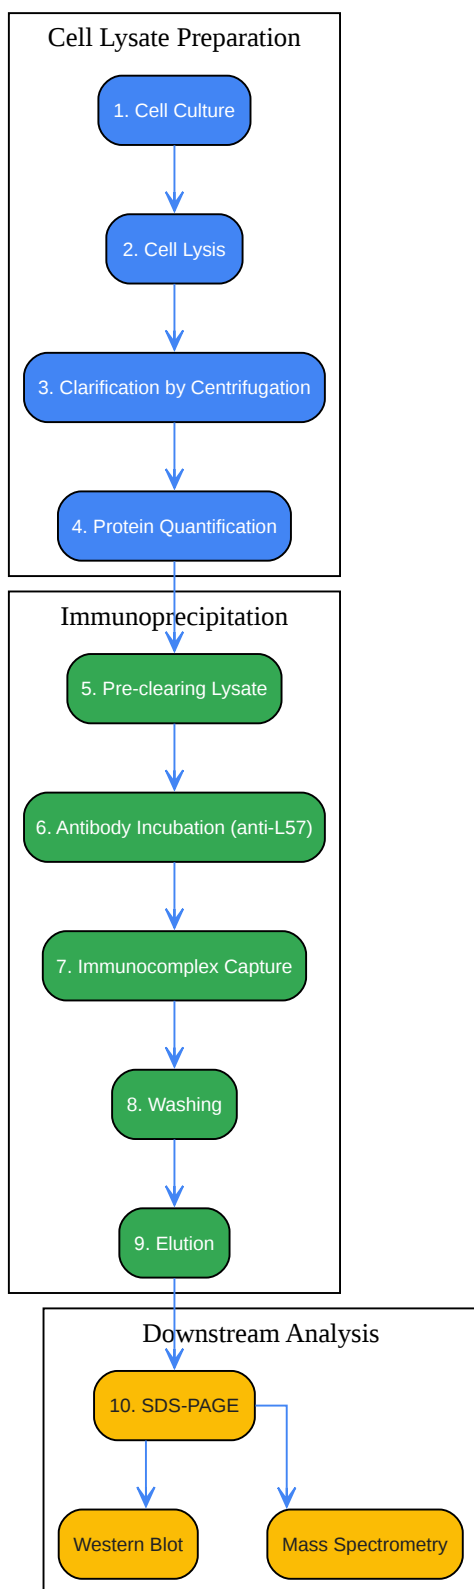 Cell Lysate Preparation
1. Cell Culture
2. Cell Lysis
3. Clarification by Centrifugation
4. Protein Quantification
Immunoprecipitation
5. Pre-clearing Lysate
6. Antibody Incubation (anti-L57)
7. Immunocomplex Capture
8. Washing
9. Elution
Downstream Analysis
10. SDS-PAGE
Western Blot
Mass Spectrometry